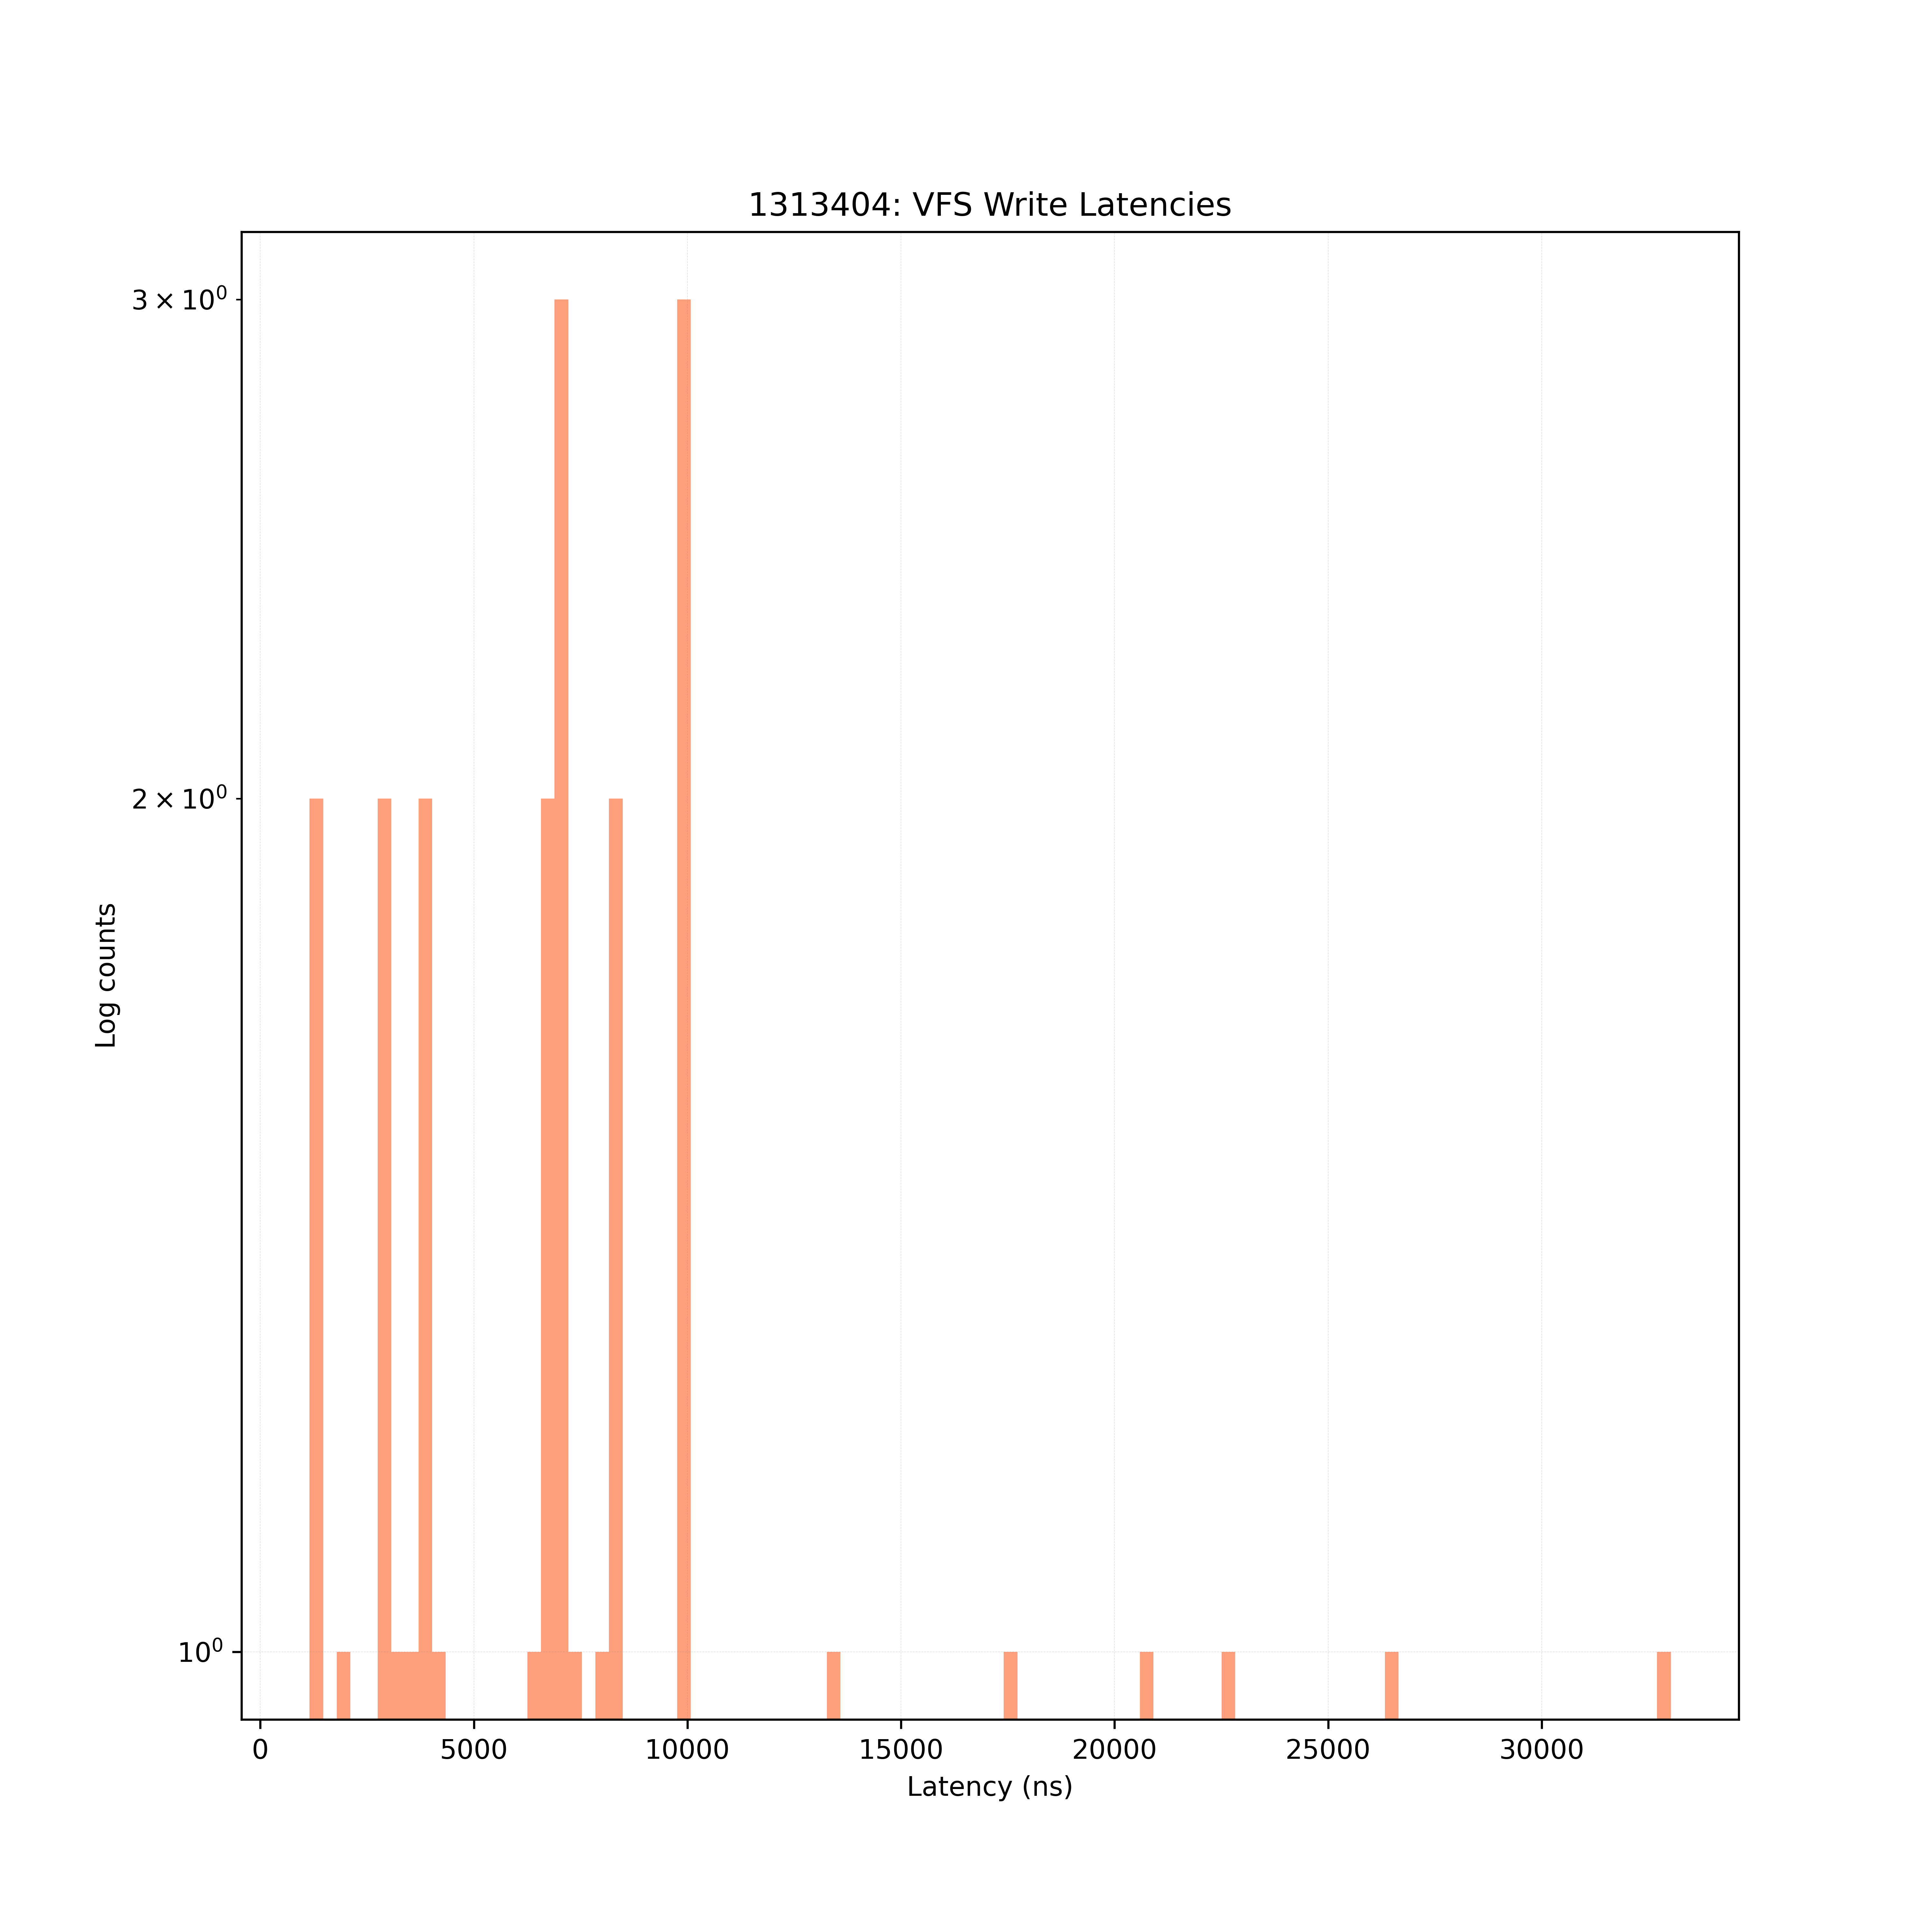 1313404: VFS Write Latencies
3 × 10⁰
2 × 10⁰
10⁰
Log counts
0 5000 10000 15000 20000 25000 30000
Latency (ns)